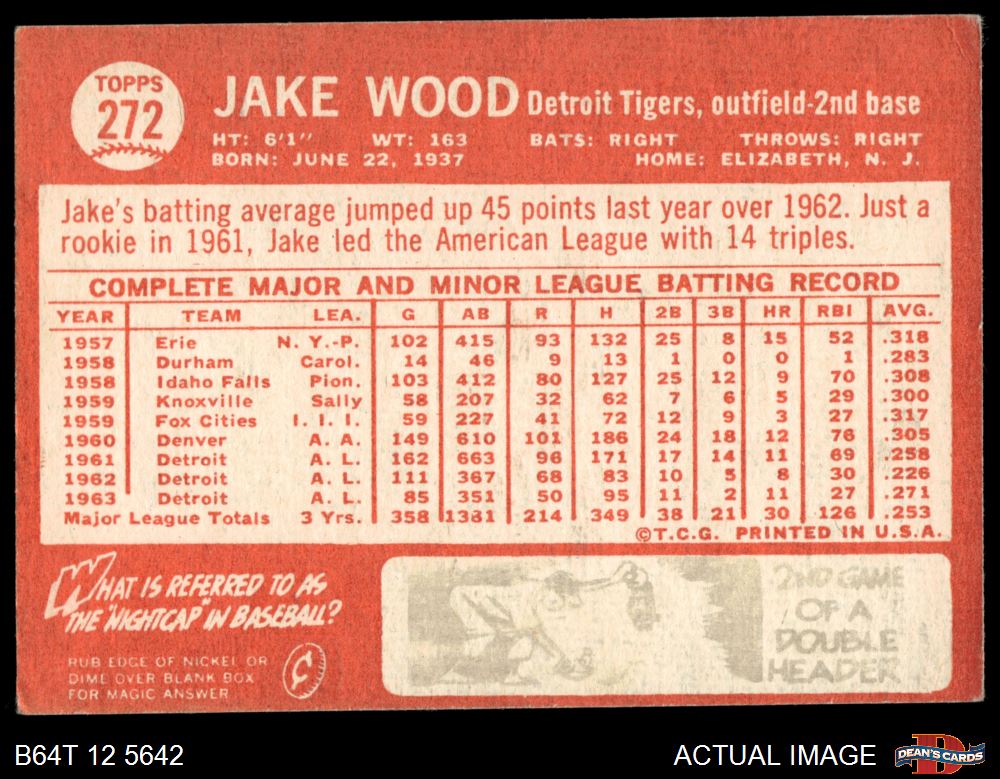 TOPPS
272
JAKE WOOD Detroit Tigers, outfield-2nd base
HT: 6'1" WT: 163 BATS: RIGHT THROWS: RIGHT
BORN: JUNE 22, 1937 HOME: ELIZABETH, N. J.
Jake's batting average jumped up 45 points last year over 1962. Just a
rookie in 1961, Jake led the American League with 14 triples.
COMPLETE MAJOR AND MINOR LEAGUE BATTING RECORD
YEAR TEAM LEA. G AB R H 2B 3B HR RBI AVG.
1957 Erie N. Y.-P. 102 415 93 132 25 8 15 52 .318
1958 Durham Carol. 14 46 9 13 1 0 0 1 .283
1958 Idaho Falls Pion. 103 412 80 127 25 12 9 70 .308
1959 Knoxville Sally 58 207 32 62 7 6 5 29 .300
1959 Fox Cities I. I. I. 59 227 41 72 12 9 3 27 .317
1960 Denver A. A. 149 610 101 186 24 18 12 76 .305
1961 Detroit A. L. 162 663 96 171 17 14 11 69 .258
1962 Detroit A. L. 111 367 68 83 10 5 8 30 .226
1963 Detroit A. L. 85 351 50 95 11 2 11 27 .271
Major League Totals 3 Yrs. 358 1381 214 349 38 21 30 126 .253
©T.C.G. PRINTED IN U.S.A.
WHAT IS REFERRED TO AS
THE "NIGHTCAP" IN BASEBALL?
RUB EDGE OF NICKEL OR
DIME OVER BLANK BOX
FOR MAGIC ANSWER
2ND GAME
OF A
DOUBLE
HEADER
B64T 12 5642
ACTUAL IMAGE
DEAN'S CARDS